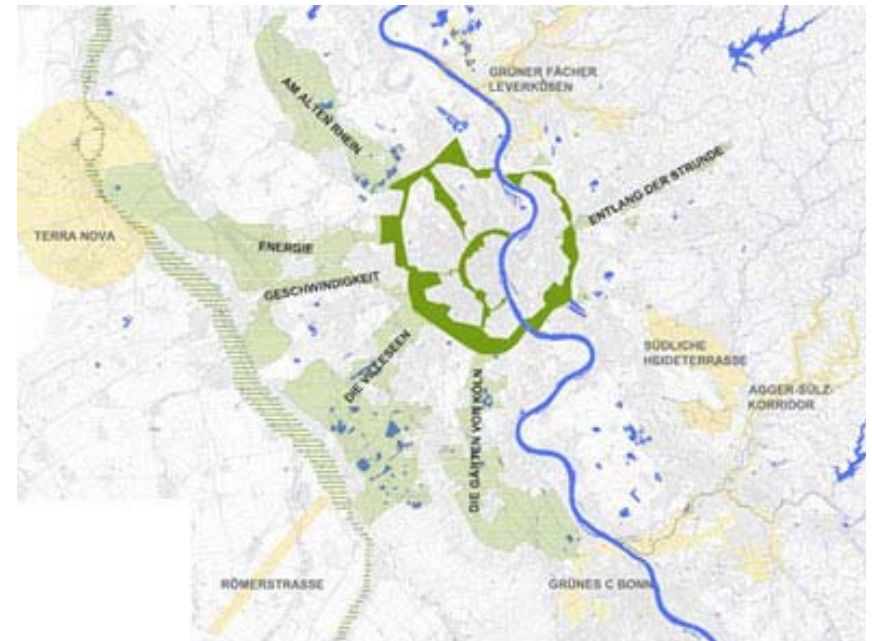 GRÜNER FÄCHER
LEVERKUSEN
AM ALTEN RHEIN
ENTLANG DER STRUNDE
TERRA NOVA
ENERGIE
GESCHWINDIGKEIT
DIE VILLESEEN
DIE GÄRTEN VON KÖLN
SÜDLICHE
HEIDETERRASSE
AGGER-SÜLZ-
KORRIDOR
RÖMERSTRASSE
GRÜNES C BONN